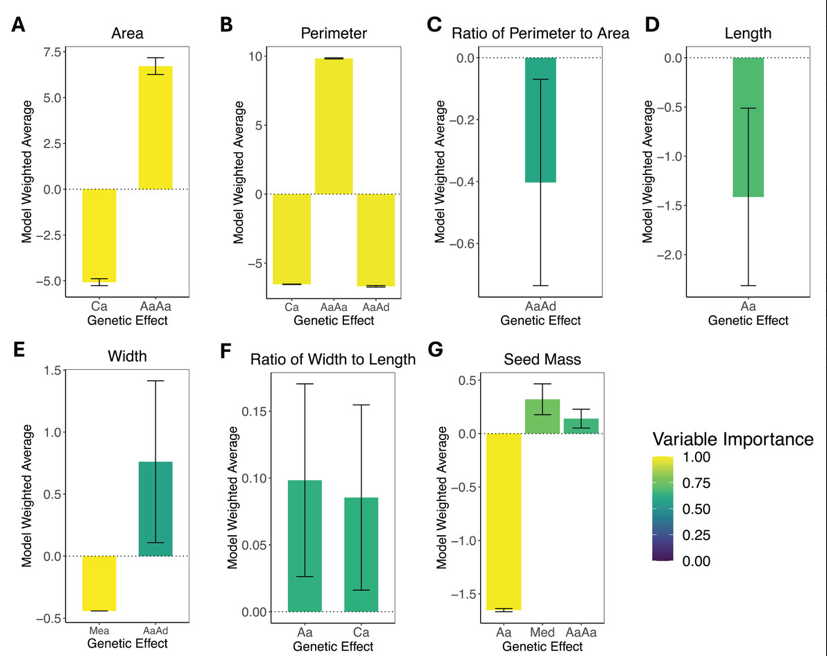 A Area
7.5
5.0
2.5
0.0
−2.5
−5.0
Model Weighted Average
Ca AaAa
Genetic Effect
B Perimeter
10
5
0
−5
Model Weighted Average
Ca AaAa AaAd
Genetic Effect
C Ratio of Perimeter to Area
0.0
−0.2
−0.4
−0.6
Model Weighted Average
AaAd
Genetic Effect
D Length
0.0
−0.5
−1.0
−1.5
−2.0
Model Weighted Average
Aa
Genetic Effect
E Width
1.5
1.0
0.5
0.0
−0.5
Model Weighted Average
Mea AaAd
Genetic Effect
F Ratio of Width to Length
0.15
0.10
0.05
0.00
Model Weighted Average
Aa Ca
Genetic Effect
G Seed Mass
0.5
0.0
−0.5
−1.0
−1.5
Model Weighted Average
Aa Med AaAa
Genetic Effect
Variable Importance
1.00
0.75
0.50
0.25
0.00